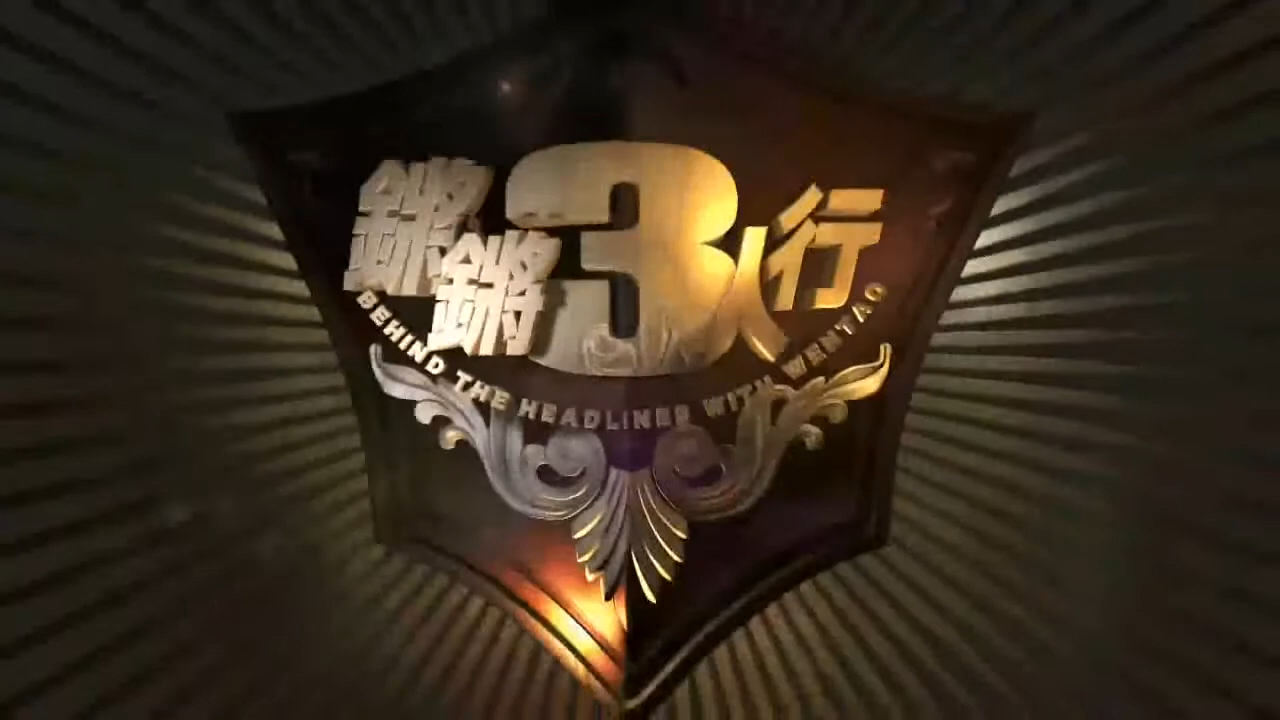 鏘鏘3人行
BEHIND THE HEADLINES WITH WENTAO